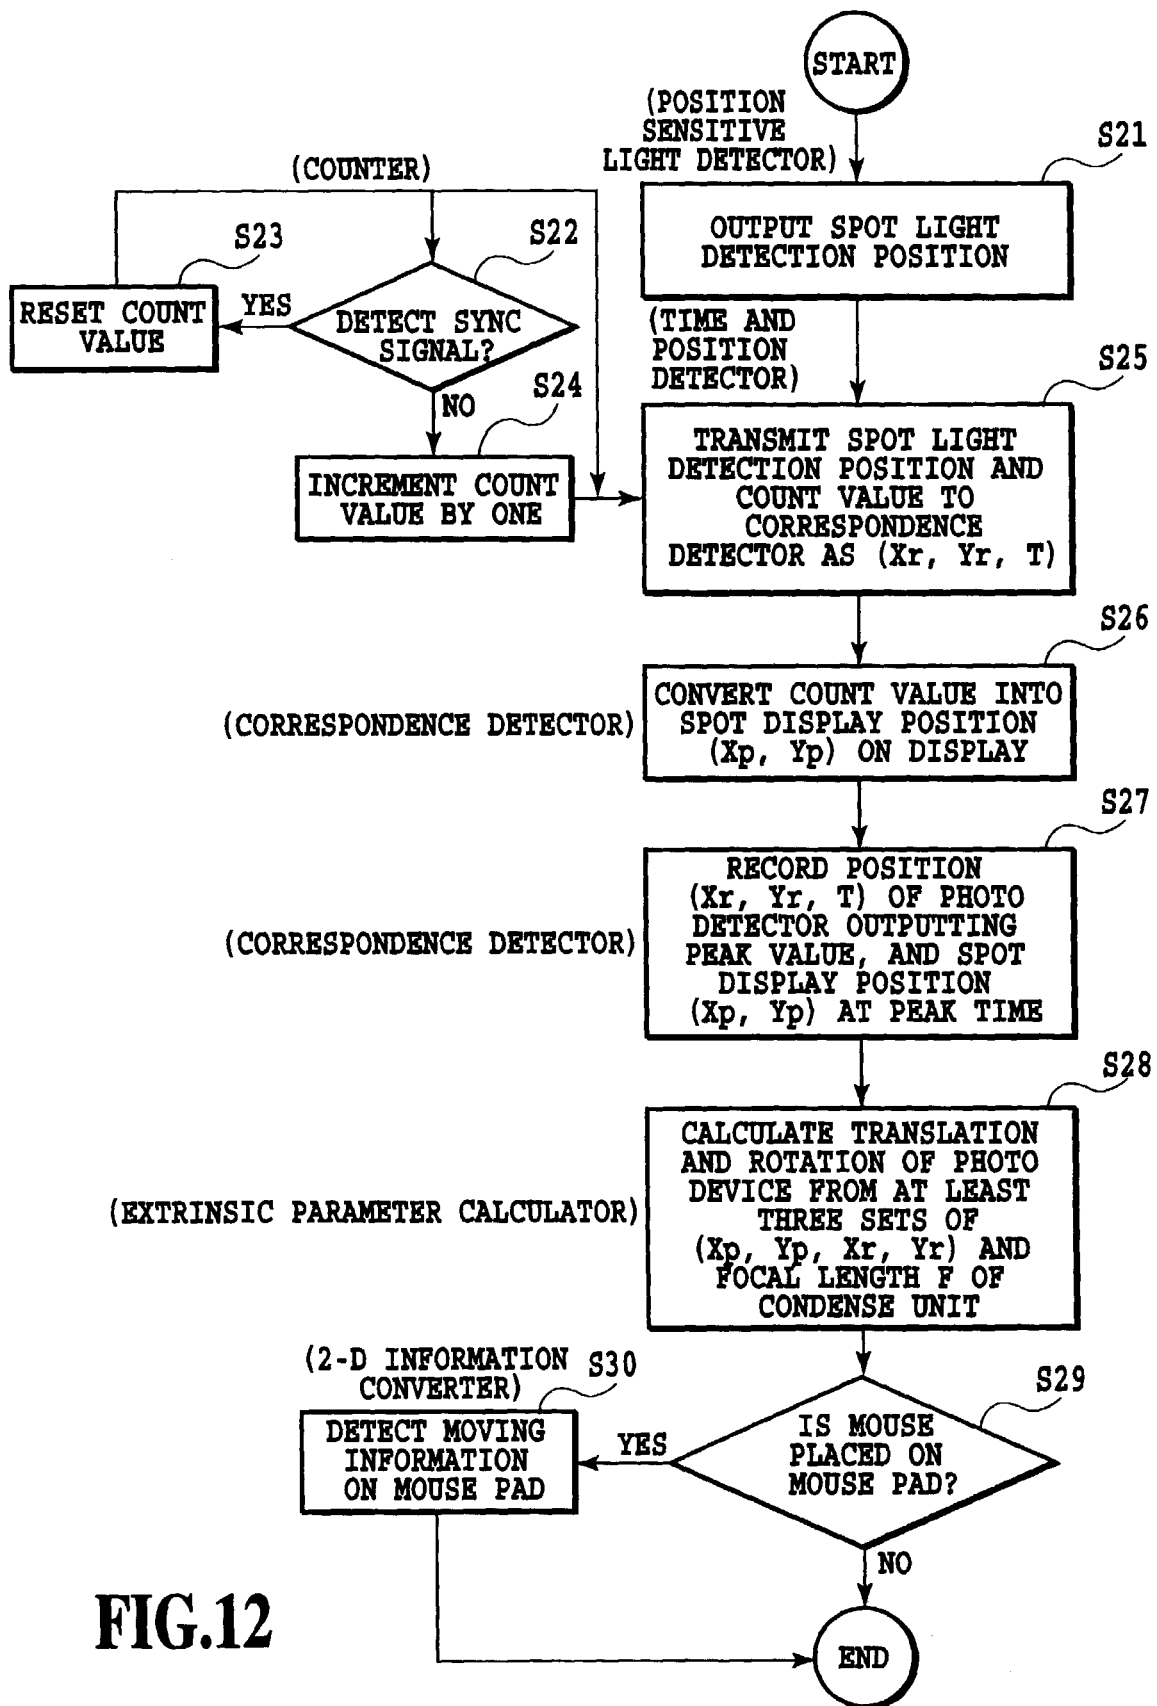 START
(POSITION
SENSITIVE
LIGHT DETECTOR)
S21
OUTPUT SPOT LIGHT
DETECTION POSITION
(COUNTER)
S23
S22
RESET COUNT
VALUE
YES
DETECT SYNC
SIGNAL?
NO
S24
INCREMENT COUNT
VALUE BY ONE
(TIME AND
POSITION
DETECTOR)
S25
TRANSMIT SPOT LIGHT
DETECTION POSITION AND
COUNT VALUE TO
CORRESPONDENCE
DETECTOR AS (Xr, Yr, T)
S26
(CORRESPONDENCE DETECTOR)
CONVERT COUNT VALUE INTO
SPOT DISPLAY POSITION
(Xp, Yp) ON DISPLAY
S27
(CORRESPONDENCE DETECTOR)
RECORD POSITION
(Xr, Yr, T) OF PHOTO
DETECTOR OUTPUTTING
PEAK VALUE, AND SPOT
DISPLAY POSITION
(Xp, Yp) AT PEAK TIME
S28
(EXTRINSIC PARAMETER CALCULATOR)
CALCULATE TRANSLATION
AND ROTATION OF PHOTO
DEVICE FROM AT LEAST
THREE SETS OF
(Xp, Yp, Xr, Yr) AND
FOCAL LENGTH F OF
CONDENSE UNIT
(2-D INFORMATION
CONVERTER)
S30
S29
DETECT MOVING
INFORMATION
ON MOUSE PAD
YES
IS MOUSE
PLACED ON
MOUSE PAD?
NO
FIG.12
END